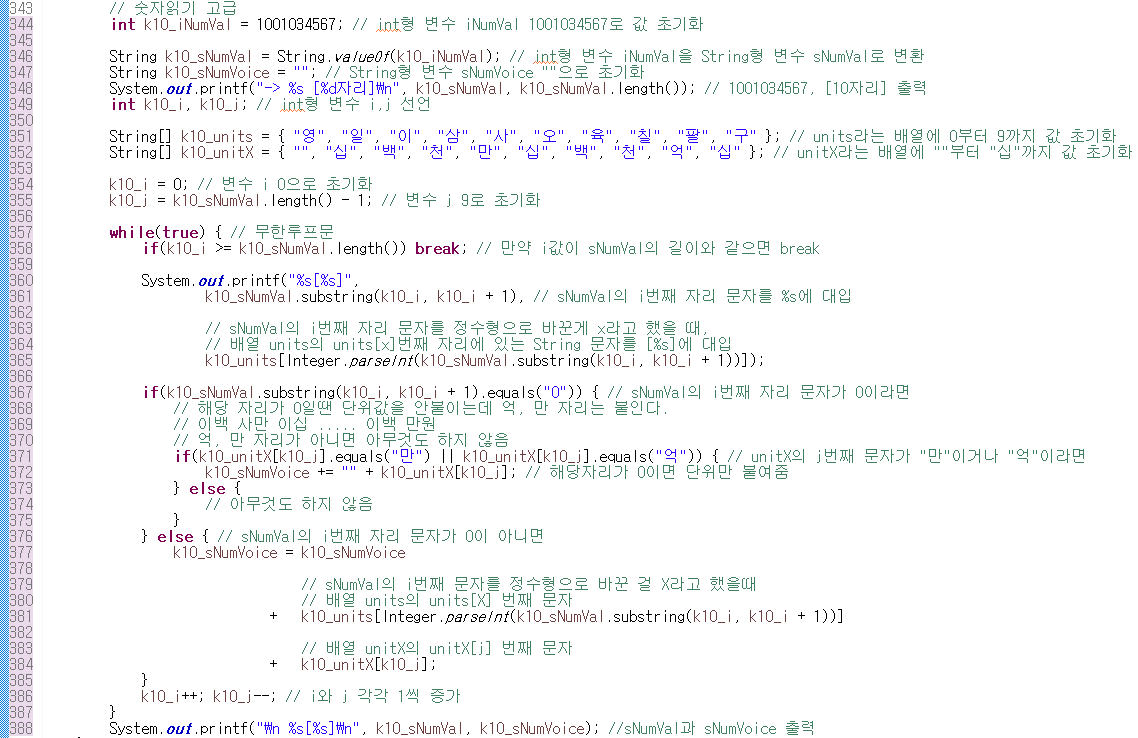 343 // 숫자읽기 고급
344 int k10_iNumVal = 1001034567; // int형 변수 iNumVal 1001034567로 값 초기화
345
346 String k10_sNumVal = String.valueOf(k10_iNumVal); // int형 변수 iNumVal을 String형 변수 sNumVal로 변환
347 String k10_sNumVoice = ""; // String형 변수 sNumVoice ""으로 초기화
348 System.out.printf("-> %s [%d자리]\n", k10_sNumVal, k10_sNumVal.length()); // 1001034567, [10자리] 출력
349 int k10_i, k10_j; // int형 변수 i,j 선언
350
351 String[] k10_units = { "영", "일", "이", "삼", "사", "오", "육", "칠", "팔", "구" }; // units라는 배열에 0부터 9까지 값 초기화
352 String[] k10_unitX = { "", "십", "백", "천", "만", "십", "백", "천", "억", "십" }; // unitX라는 배열에 ""부터 "십"까지 값 초기화
353
354 k10_i = 0; // 변수 i 0으로 초기화
355 k10_j = k10_sNumVal.length() - 1; // 변수 j 9로 초기화
356
357 while(true) { // 무한루프문
358 if(k10_i >= k10_sNumVal.length()) break; // 만약 i값이 sNumVal의 길이와 같으면 break
359
360 System.out.printf("%s[%s]",
361 k10_sNumVal.substring(k10_i, k10_i + 1), // sNumVal의 i번째 자리 문자를 %s에 대입
362
363 // sNumVal의 i번째 자리 문자를 정수형으로 바꾼게 x라고 했을 때,
364 // 배열 units의 units[x]번째 자리에 있는 String 문자를 [%s]에 대입
365 k10_units[Integer.parseInt(k10_sNumVal.substring(k10_i, k10_i + 1))]);
366
367 if(k10_sNumVal.substring(k10_i, k10_i + 1).equals("0")) { // sNumVal의 i번째 자리 문자가 0이라면
368 // 해당 자리가 0일땐 단위값을 안붙이는데 억, 만 자리는 붙인다.
369 // 이백 사만 이십 ..... 이백 만원
370 // 억, 만 자리가 아니면 아무것도 하지 않음
371 if(k10_unitX[k10_j].equals("만") || k10_unitX[k10_j].equals("억")) { // unitX의 j번째 문자가 "만"이거나 "억"이라면
372 k10_sNumVoice += "" + k10_unitX[k10_j]; // 해당자리가 0이면 단위만 붙여줌
373 } else {
374 // 아무것도 하지 않음
375 }
376 } else { // sNumVal의 i번째 자리 문자가 0이 아니면
377 k10_sNumVoice = k10_sNumVoice
378
379 // sNumVal의 i번째 문자를 정수형으로 바꾼 걸 X라고 했을때
380 // 배열 units의 units[X] 번째 문자
381 + k10_units[Integer.parseInt(k10_sNumVal.substring(k10_i, k10_i + 1))]
382
383 // 배열 unitX의 unitX[j] 번째 문자
384 + k10_unitX[k10_j];
385 }
386 k10_i++; k10_j--; // i와 j 각각 1씩 증가
387 }
388 System.out.printf("\n %s[%s]\n", k10_sNumVal, k10_sNumVoice); //sNumVal과 sNumVoice 출력